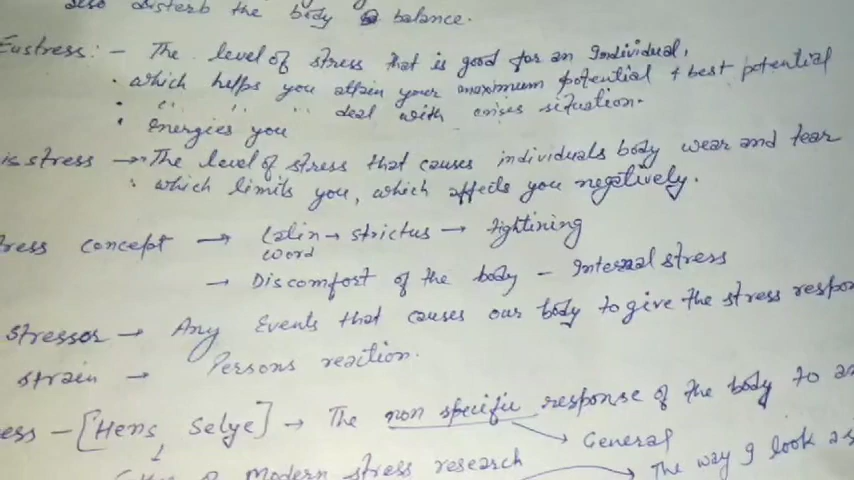 also disturb the body balance.
Eustress: - The level of stress that is good for an Individual,
• which helps you attain your maximum potential + best potential
• " " " deal with crises situation.
• energies you
is stress → The level of stress that causes individuals body wear and tear
: which limits you, which affects you negatively.
ress concept → Latin → strictus → tightining
word
→ Discomfort of the body - Internal stress
stressor → Any Events that causes our body to give the stress respon
strain → Persons reaction.
ess - [Hens Selye] → The non specific response of the body to an
General
modern stress research
The way I look as